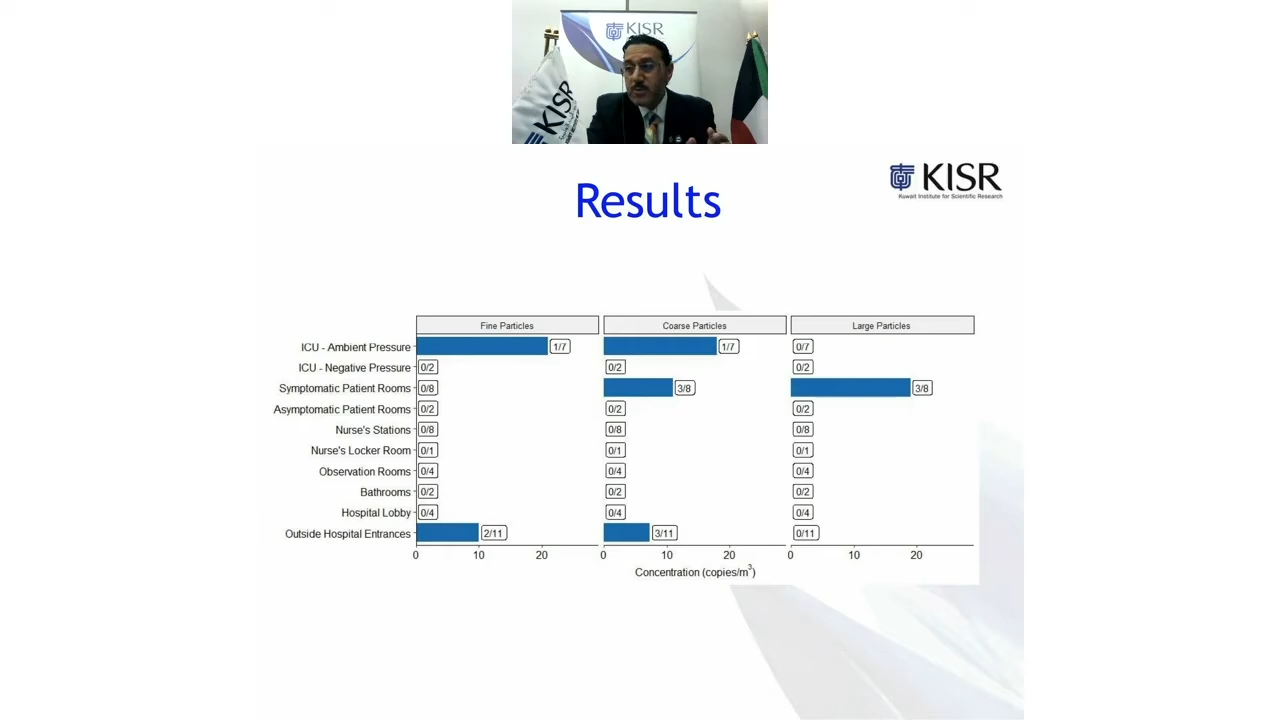 KISR
KISR
Results
KISR
Kuwait Institute for Scientific Research
Fine Particles Coarse Particles Large Particles
ICU - Ambient Pressure 1/7 1/7 0/7
ICU - Negative Pressure 0/2 0/2 0/2
Symptomatic Patient Rooms 0/8 3/8 3/8
Asymptomatic Patient Rooms 0/2 0/2 0/2
Nurse's Stations 0/8 0/8 0/8
Nurse's Locker Room 0/1 0/1 0/1
Observation Rooms 0/4 0/4 0/4
Bathrooms 0/2 0/2 0/2
Hospital Lobby 0/4 0/4 0/4
Outside Hospital Entrances 2/11 3/11 0/11
0 10 20 0 10 20 0 10 20
Concentration (copies/m³)